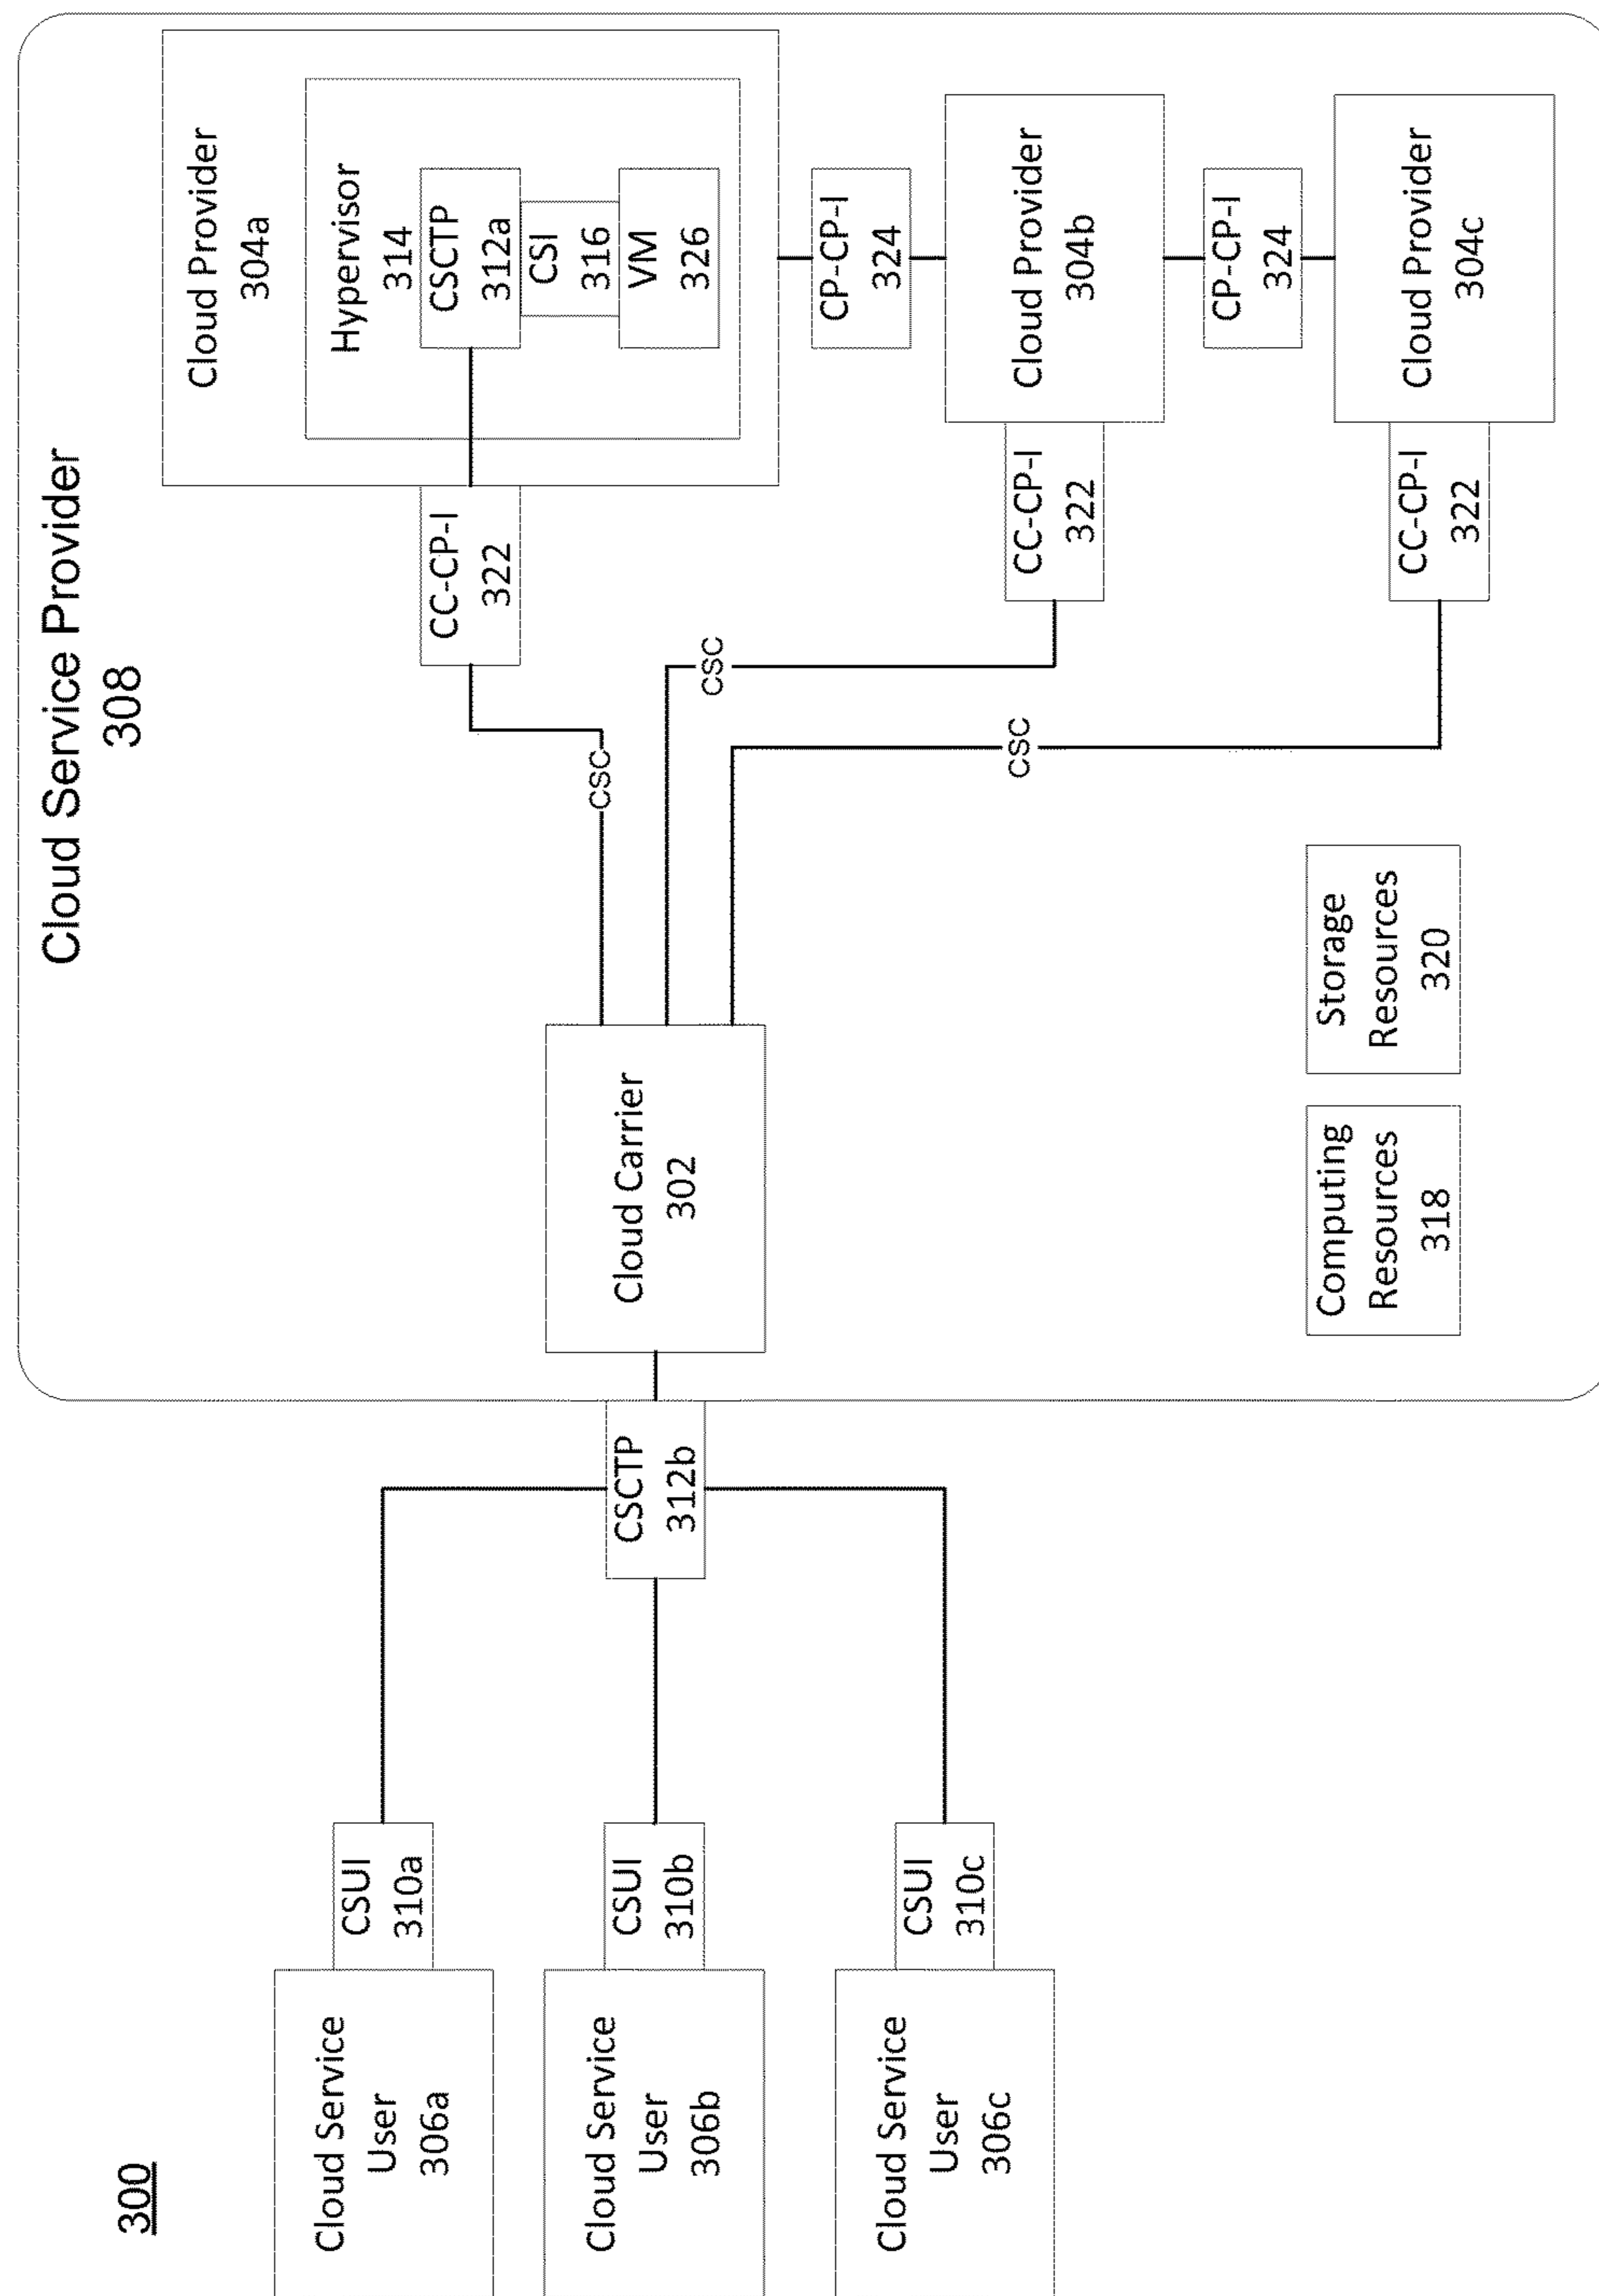 300
Cloud Service Provider
308
Cloud Service
User
306a
CSUI
310a
Cloud Service
User
306b
CSUI
310b
Cloud Service
User
306c
CSUI
310c
CSCTP
312b
Cloud Carrier
302
CSC
CSC
CSC
CC-CP-I
322
Cloud Provider
304a
Hypervisor
314
CSCTP
312a
CSI
316
VM
326
CP-CP-I
324
CC-CP-I
322
Cloud Provider
304b
CP-CP-I
324
CC-CP-I
322
Cloud Provider
304c
Computing
Resources
318
Storage
Resources
320